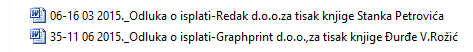 06-16 03 2015._Odluka o isplati-Redak d.o.o.za tisak knjige Stanka Petrovića
35-11 06 2015._Odluka o isplati-Graphprint d.o.o.,za tisak knjige Đurđe V.Rožić